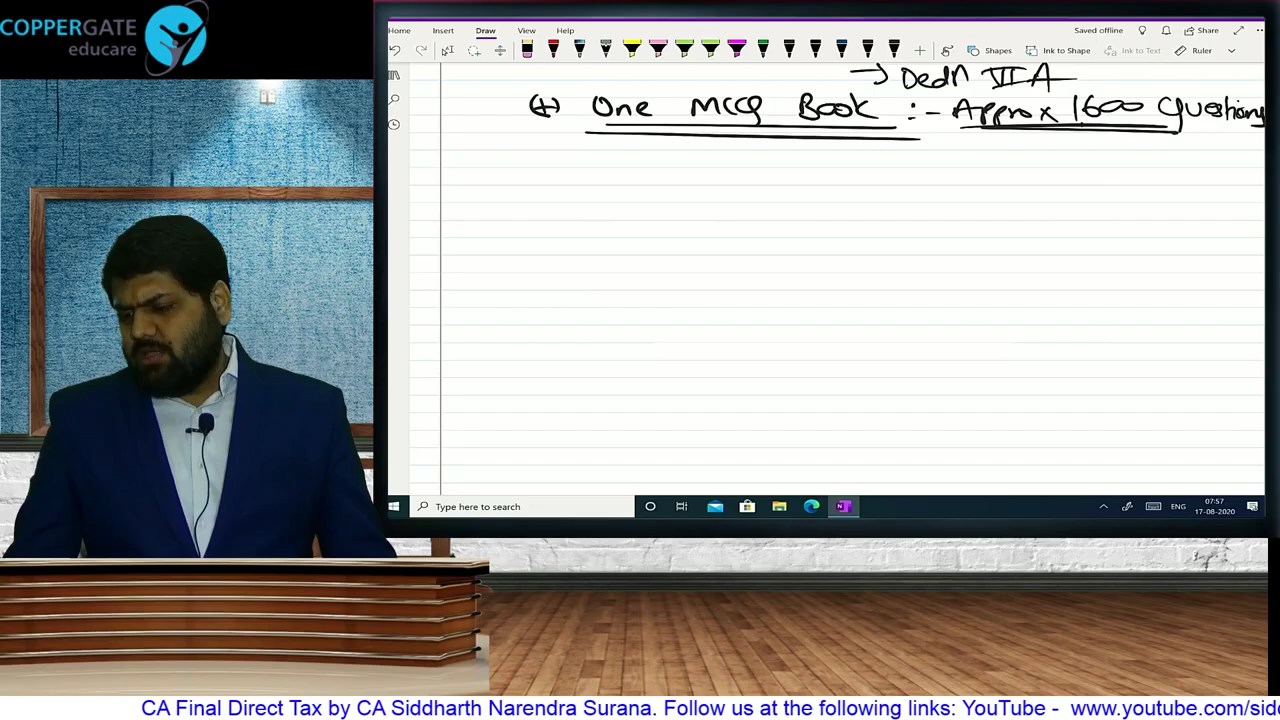 COPPERGATE
educare
Home Insert Draw View Help Saved offline Share
Shapes Ink to Shape Ink to Text Ruler
→ Dedn VI A
(+) One MCQ Book :- Approx 1600 Questions
Type here to search
ENG
07:57
17-08-2020
CA Final Direct Tax by CA Siddharth Narendra Surana. Follow us at the following links: YouTube - www.youtube.com/sid